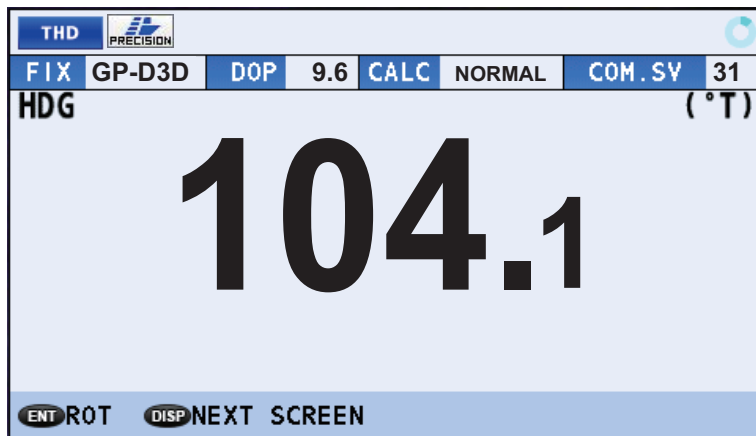 THD PRECISION
FIX GP-D3D DOP 9.6 CALC NORMAL COM.SV 31
HDG (°T)
104.1
ENT ROT DISP NEXT SCREEN